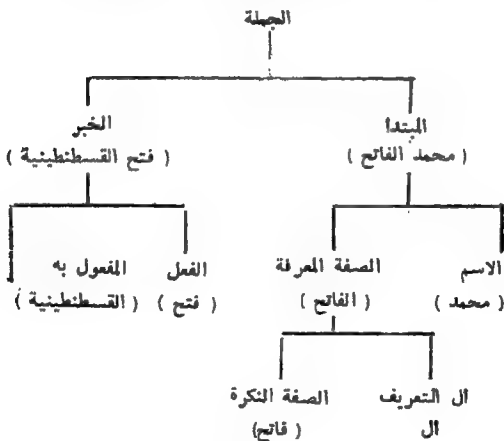 الجملة
المبتدا الخبر
( محمد الفاتح ) ( فتح القسطنطينية )
الاسم الصفة المعرفة الفعل المفعول به
( محمد ) ( الفاتح ) ( فتح ) ( القسطنطينية )
ال التعريف الصفة النكرة
ال ( فاتح )